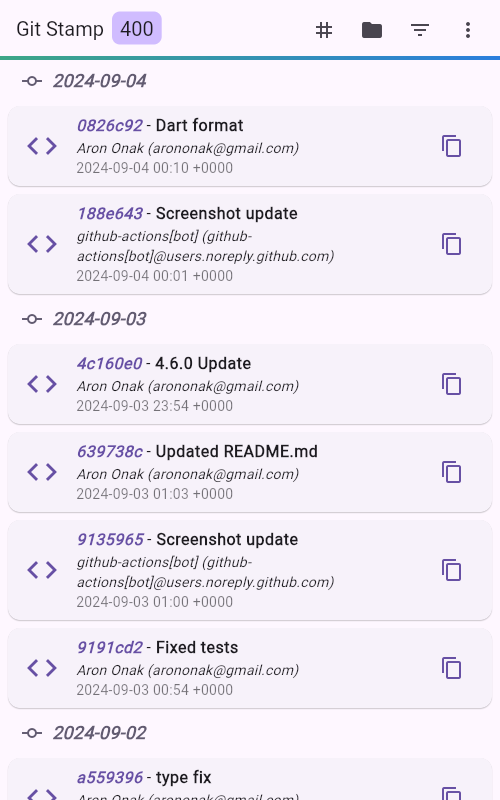 Git Stamp 400
2024-09-04
0826c92 - Dart format
Aron Onak (arononak@gmail.com)
2024-09-04 00:10 +0000
188e643 - Screenshot update
github-actions[bot] (github-
actions[bot]@users.noreply.github.com)
2024-09-04 00:01 +0000
2024-09-03
4c160e0 - 4.6.0 Update
Aron Onak (arononak@gmail.com)
2024-09-03 23:54 +0000
639738c - Updated README.md
Aron Onak (arononak@gmail.com)
2024-09-03 01:03 +0000
9135965 - Screenshot update
github-actions[bot] (github-
actions[bot]@users.noreply.github.com)
2024-09-03 01:00 +0000
9191cd2 - Fixed tests
Aron Onak (arononak@gmail.com)
2024-09-03 00:54 +0000
2024-09-02
a559396 - type fix
Aron Onak (arononak@gmail.com)